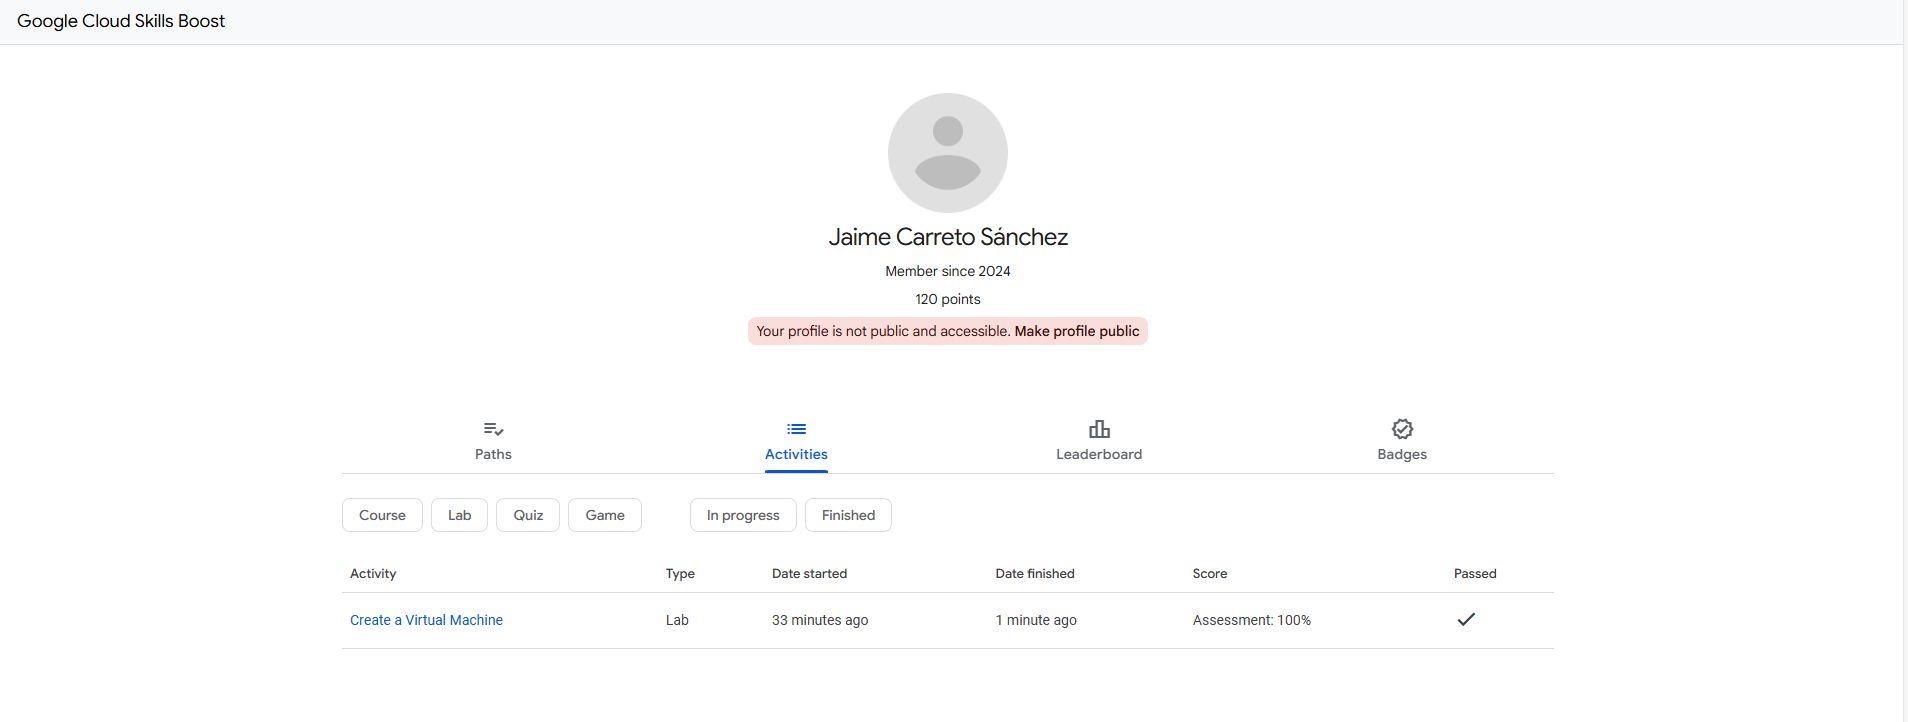 Google Cloud Skills Boost
Jaime Carreto Sánchez
Member since 2024
120 points
Your profile is not public and accessible. Make profile public
Paths Activities Leaderboard Badges
Course Lab Quiz Game In progress Finished
Activity Type Date started Date finished Score Passed
Create a Virtual Machine Lab 33 minutes ago 1 minute ago Assessment: 100%